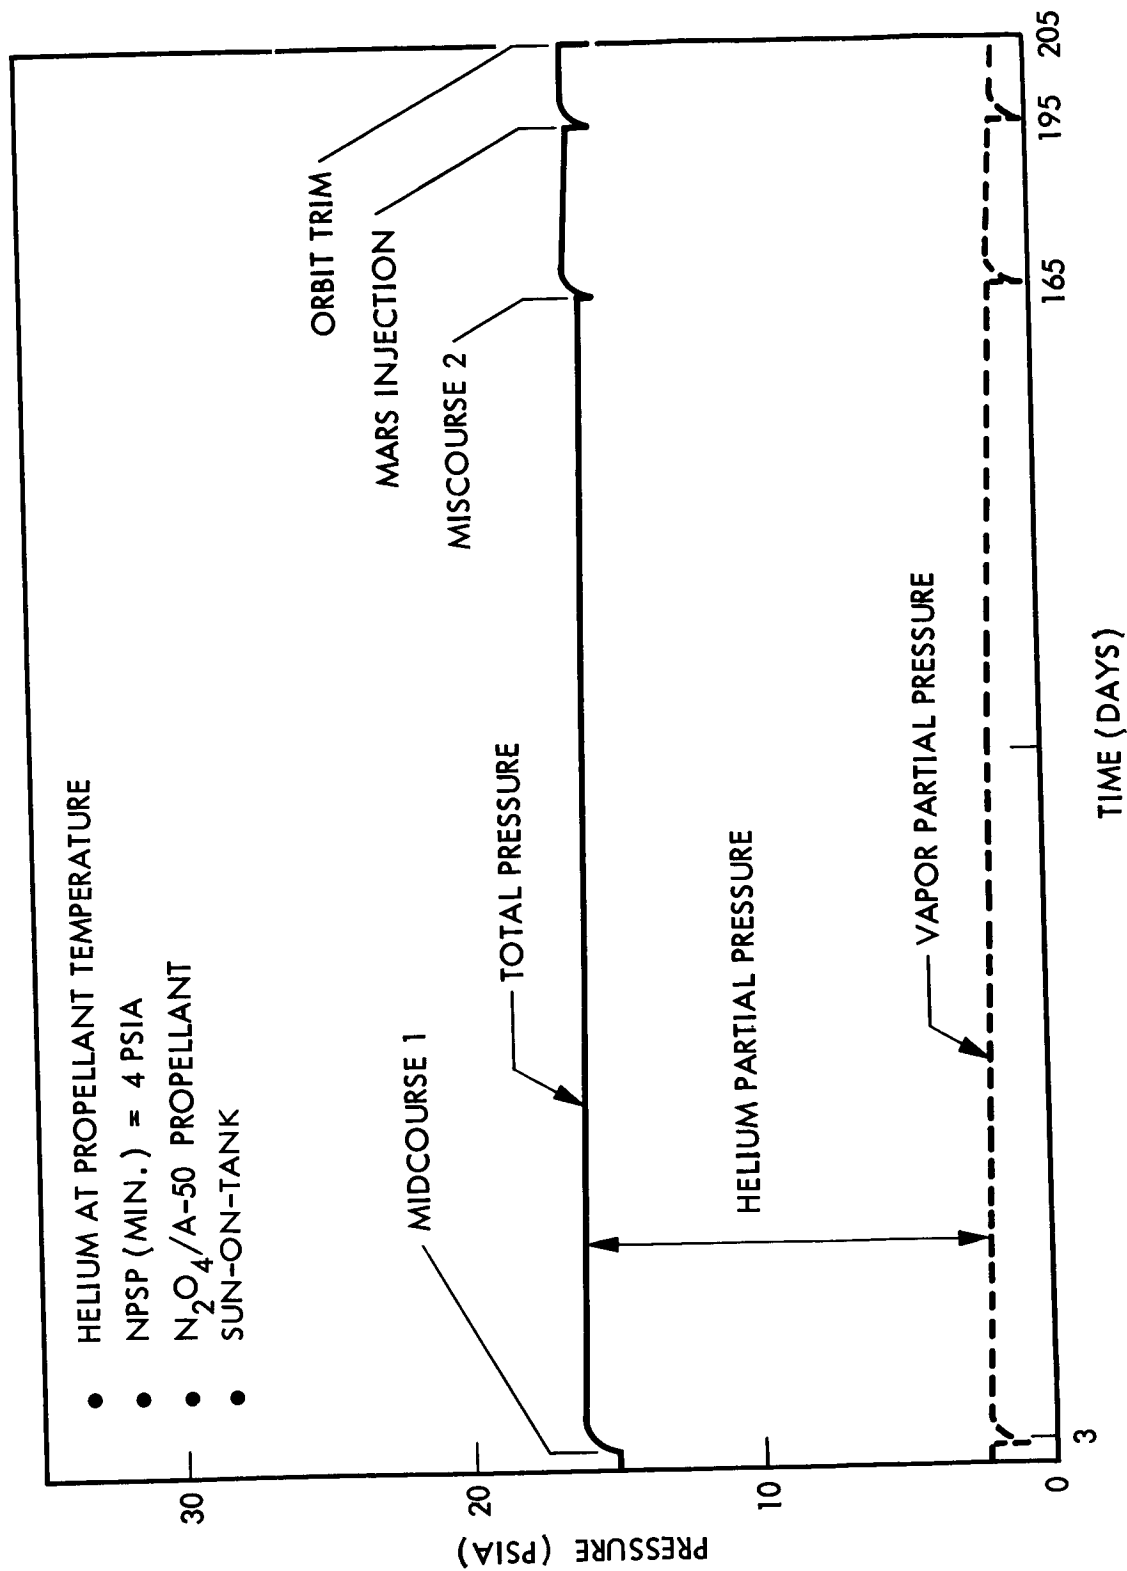 ● HELIUM AT PROPELLANT TEMPERATURE
● NPSP (MIN.) = 4 PSIA
● N₂O₄/A-50 PROPELLANT
● SUN-ON-TANK
ORBIT TRIM
MARS INJECTION
MISCOURSE 2
MIDCOURSE 1
TOTAL PRESSURE
HELIUM PARTIAL PRESSURE
VAPOR PARTIAL PRESSURE
PRESSURE (PSIA)
30
20
10
0
3
165
195
205
TIME (DAYS)